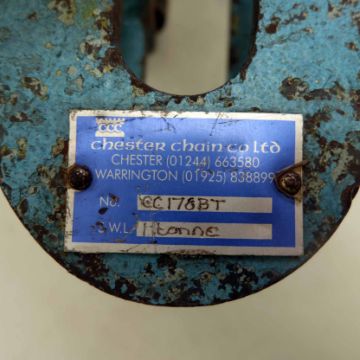 CCC
chester chain co ltd
CHESTER (01244) 663580
WARRINGTON (01925) 838899
No. CC178BT
S.W.L. 1tonne